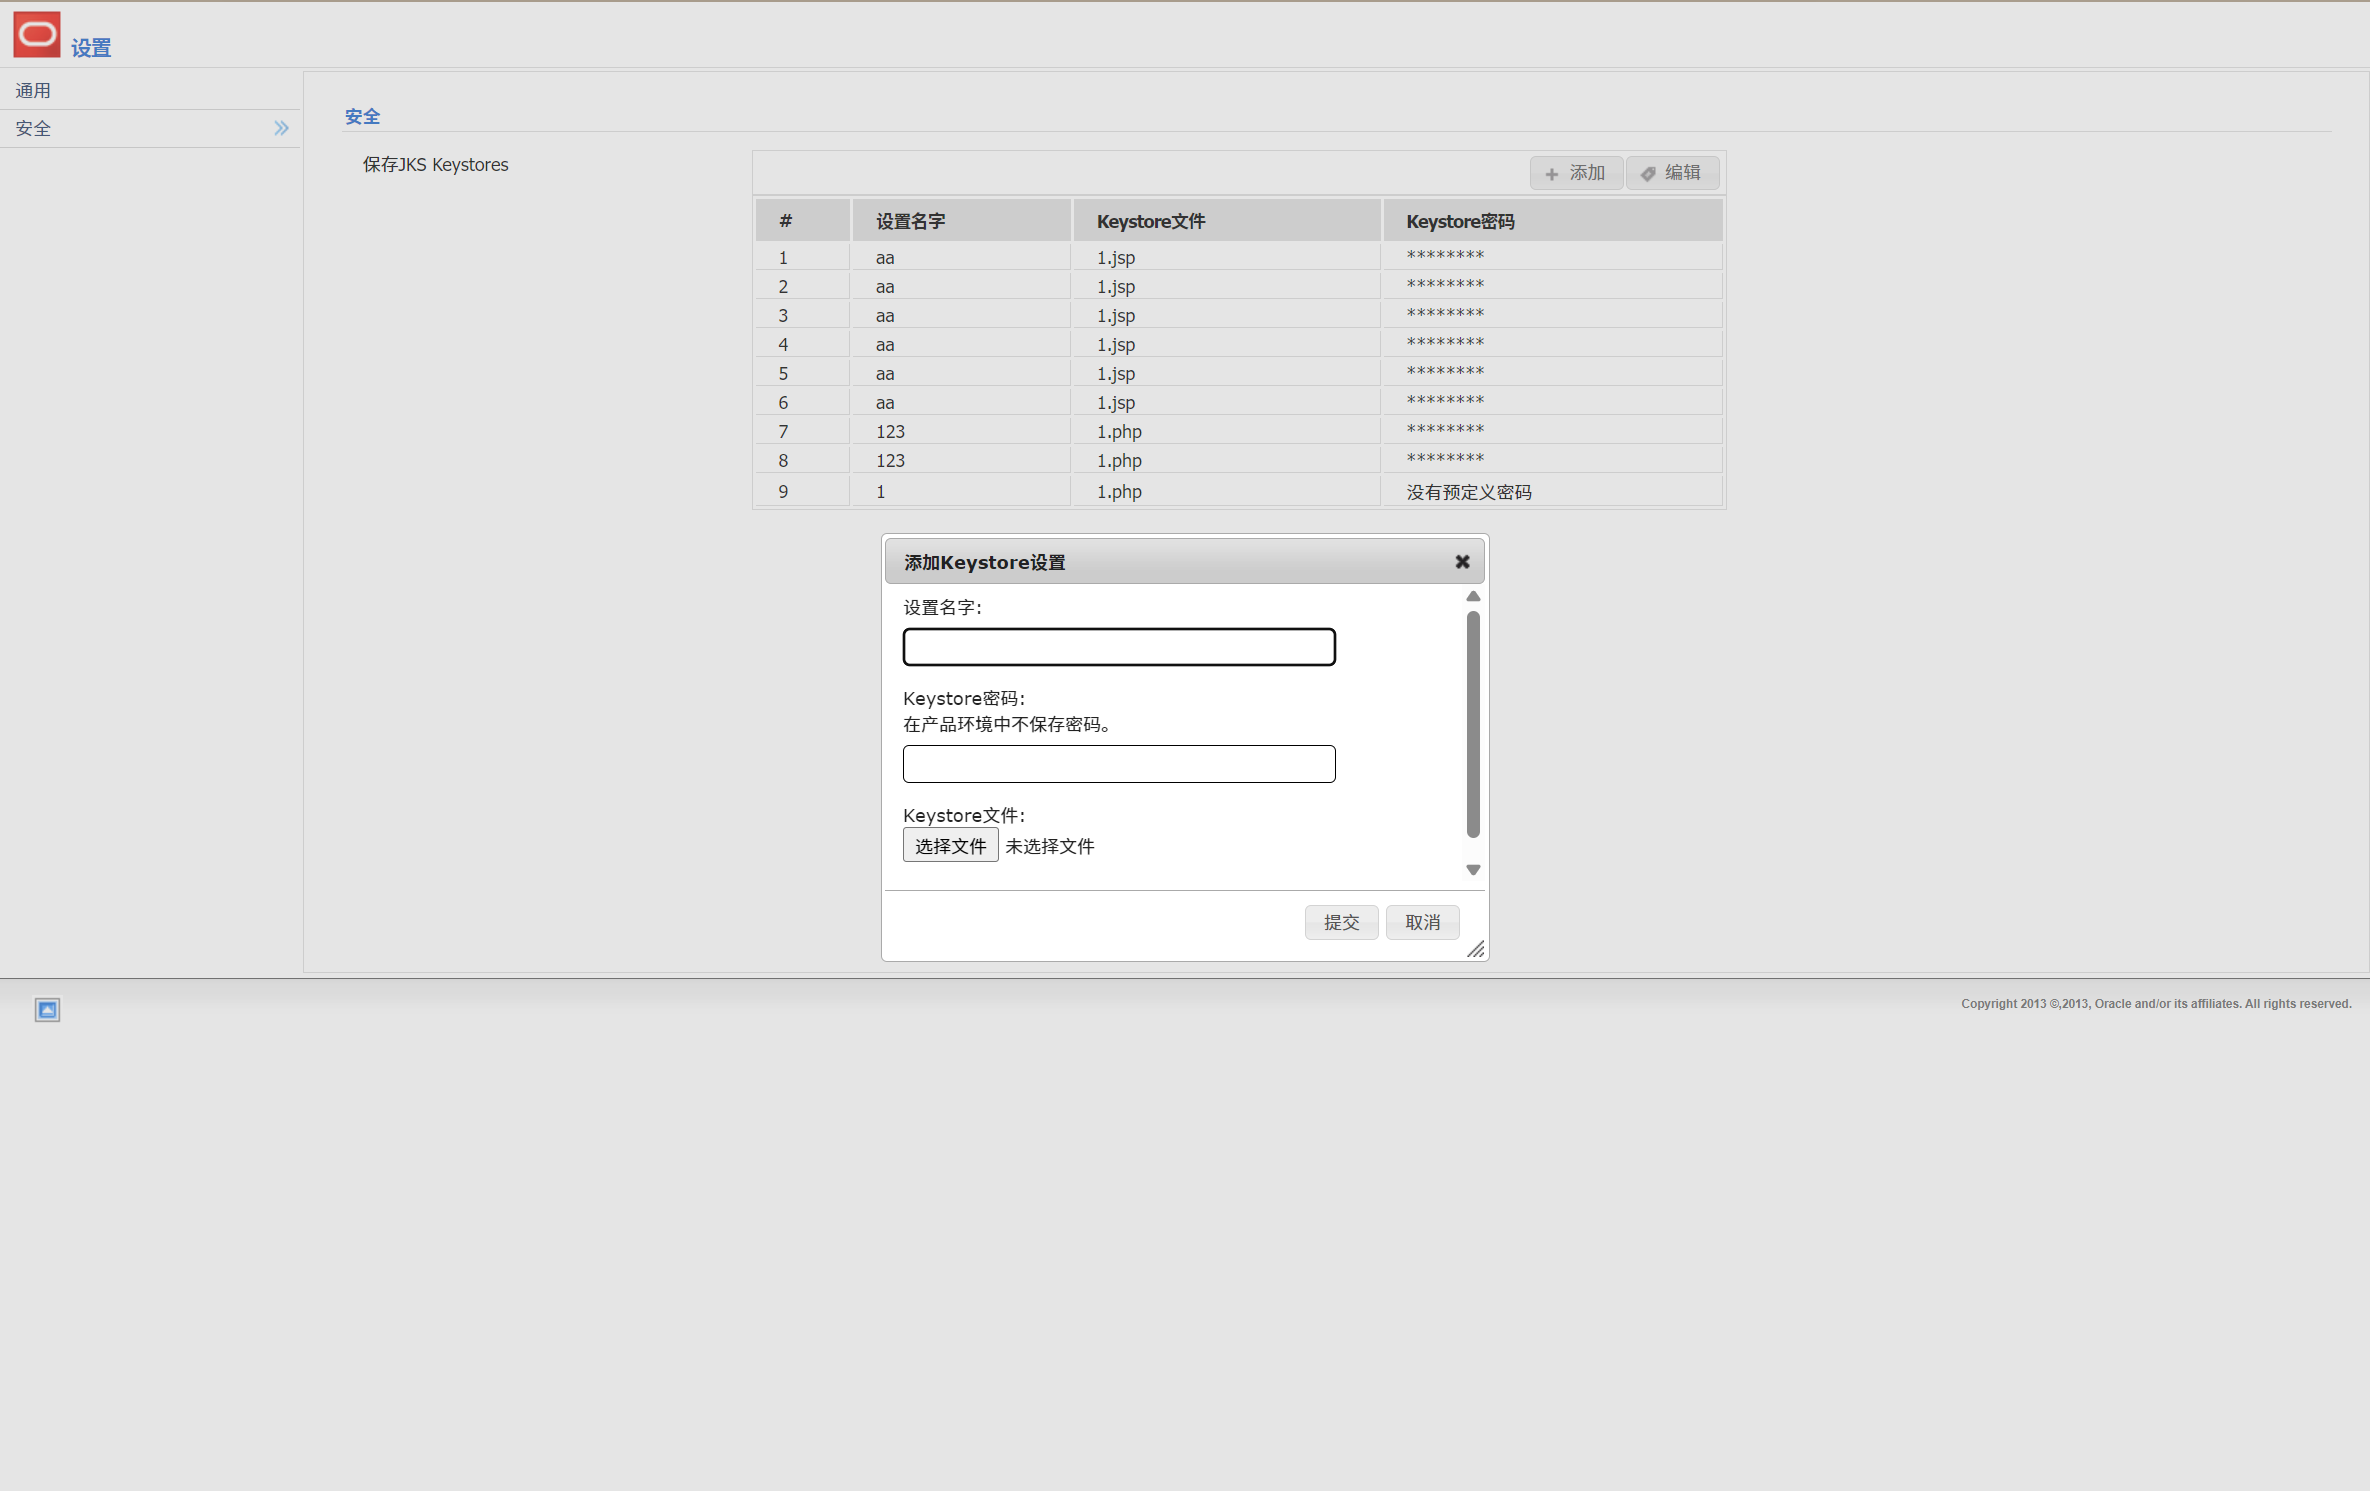 设置
通用
安全
安全
保存JKS Keystores
添加 编辑
# 设置名字 Keystore文件 Keystore密码
1 aa 1.jsp ********
2 aa 1.jsp ********
3 aa 1.jsp ********
4 aa 1.jsp ********
5 aa 1.jsp ********
6 aa 1.jsp ********
7 123 1.php ********
8 123 1.php ********
9 1 1.php 没有预定义密码
添加Keystore设置
设置名字:
Keystore密码:
在产品环境中不保存密码。
Keystore文件:
选择文件 未选择文件
提交 取消
Copyright 2013 ©,2013, Oracle and/or its affiliates. All rights reserved.